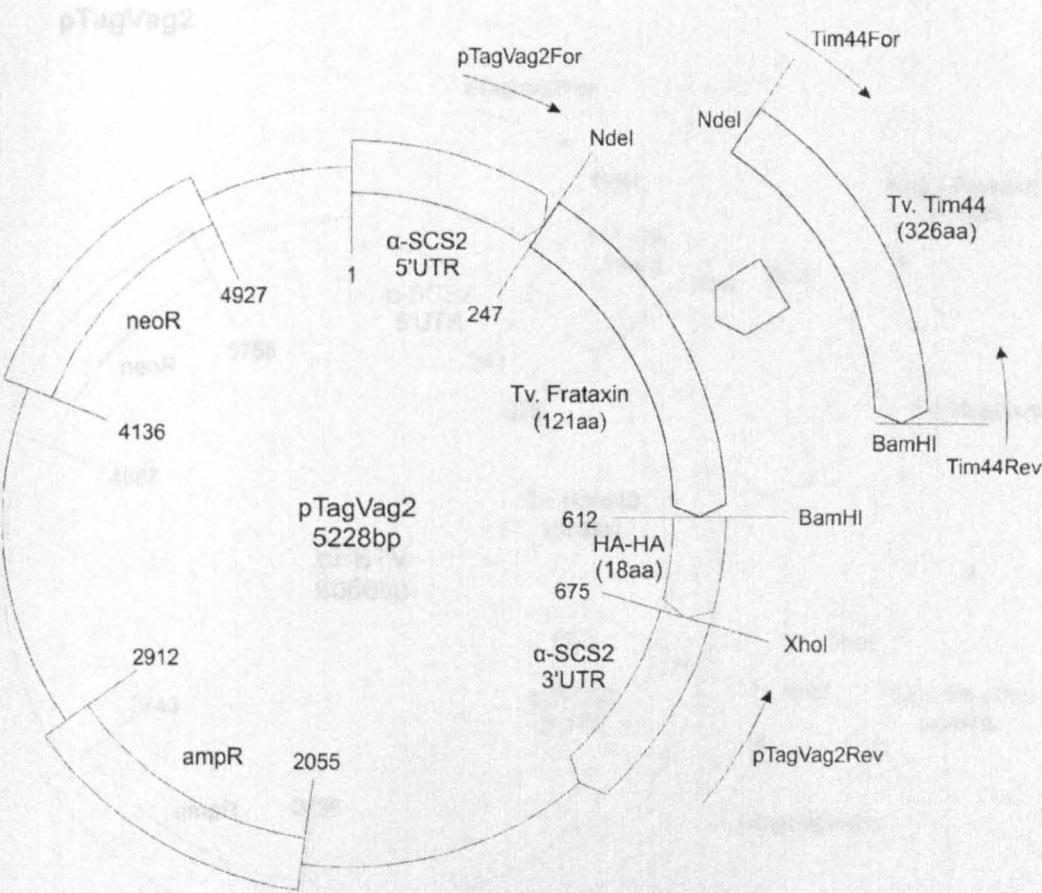 pTagVag2
Tim44For
pTagVag2For
NdeI
NdeI
Tv. Tim44
(326aa)
α-SCS2
5'UTR
1
247
4927
neoR
Tv. Frataxin
(121aa)
4136
BamHI
Tim44Rev
pTagVag2
5228bp
612
BamHI
HA-HA
(18aa)
675
XhoI
2912
α-SCS2
3'UTR
ampR
2055
pTagVag2Rev